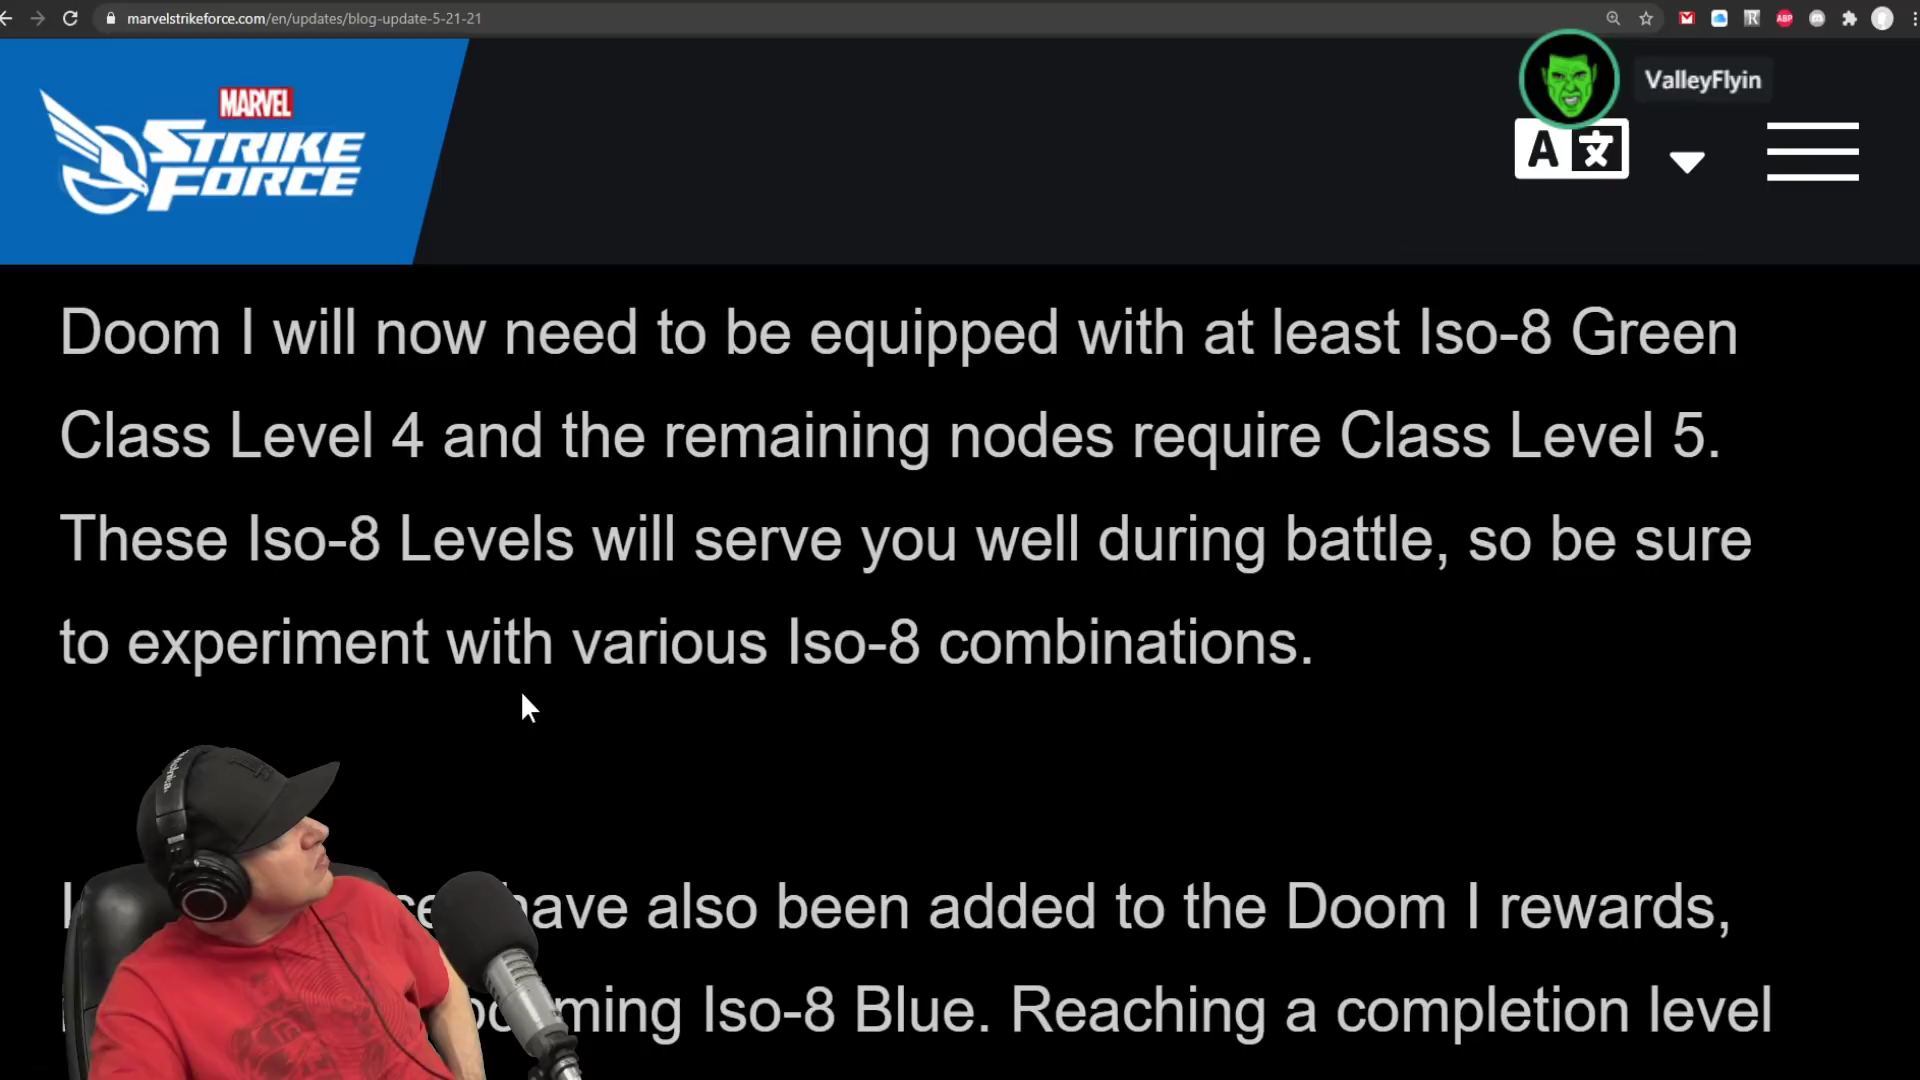 marvelstrikeforce.com/en/updates/blog-update-5-21-21
ValleyFlyin
MARVEL
STRIKE
FORCE
A 文
Doom I will now need to be equipped with at least Iso-8 Green
Class Level 4 and the remaining nodes require Class Level 5.
These Iso-8 Levels will serve you well during battle, so be sure
to experiment with various Iso-8 combinations.
have also been added to the Doom I rewards,
Iso-8 Blue. Reaching a completion level
ABP